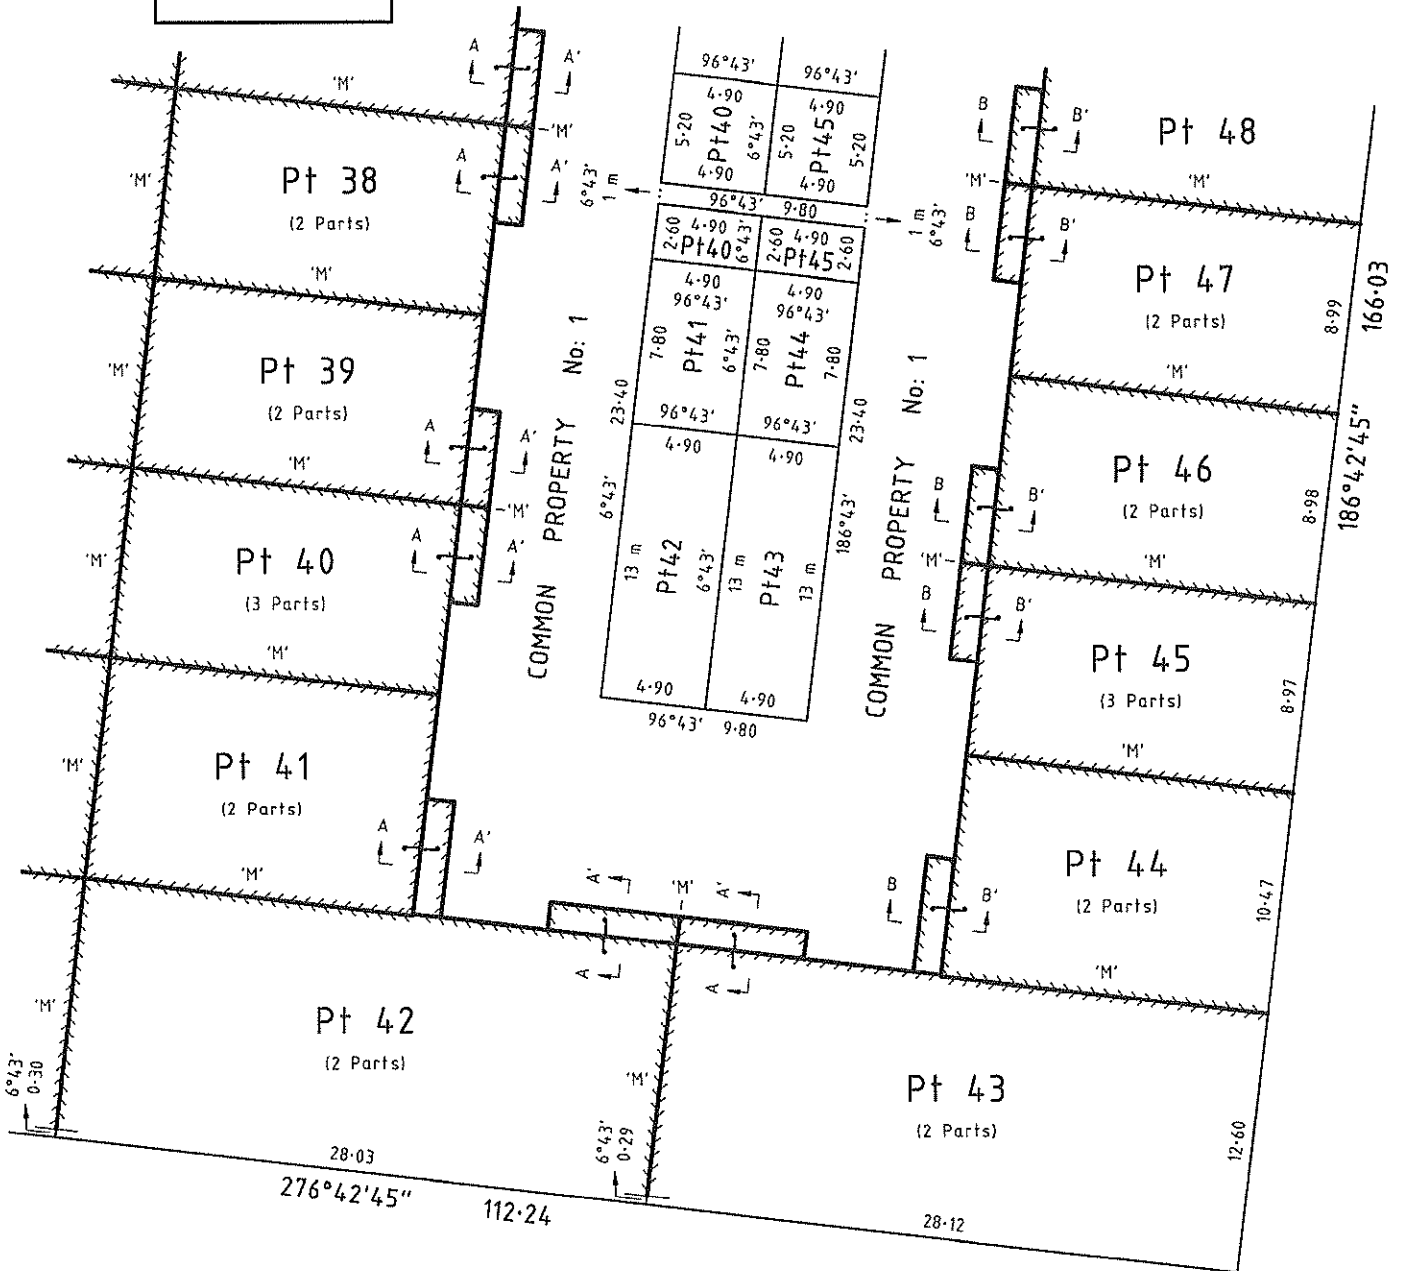 A
A'
'M'
'M'
A
A'
'M'
Pt 38
(2 Parts)
'M'
6°43'
1 m
96°43'
96°43'
4·90
4·90
5·20
Pt40
6°43'
5·20
Pt45
5·20
4·90
4·90
96°43' 9·80
1 m
6°43'
2·60
4·90
Pt40
6°43'
2·60
4·90
Pt45
2·60
4·90
96°43'
4·90
96°43'
7·80
Pt41
6°43'
7·80
Pt44
7·80
96°43'
96°43'
23·40
23·40
4·90
4·90
6°43'
186°43'
13 m
Pt42
6°43'
13 m
Pt43
13 m
4·90
4·90
96°43' 9·80
COMMON PROPERTY No: 1
COMMON PROPERTY No: 1
B
B'
Pt 48
'M'
'M'
B
B'
Pt 47
(2 Parts)
8·99
166·03
'M'
'M'
Pt 39
(2 Parts)
A
A'
'M'
'M'
Pt 46
(2 Parts)
8·98
186°42'45"
B
B'
'M'
'M'
'M'
Pt 40
(3 Parts)
A
A'
'M'
B
B'
Pt 45
(3 Parts)
8·97
'M'
'M'
Pt 41
(2 Parts)
A
A'
'M'
Pt 44
(2 Parts)
10·47
B
B'
'M'
A'
'M'
A'
A
A
'M'
Pt 42
(2 Parts)
'M'
Pt 43
(2 Parts)
12·60
6°43'
0·30
6°43'
0·29
28·03
276°42'45"
112·24
28·12